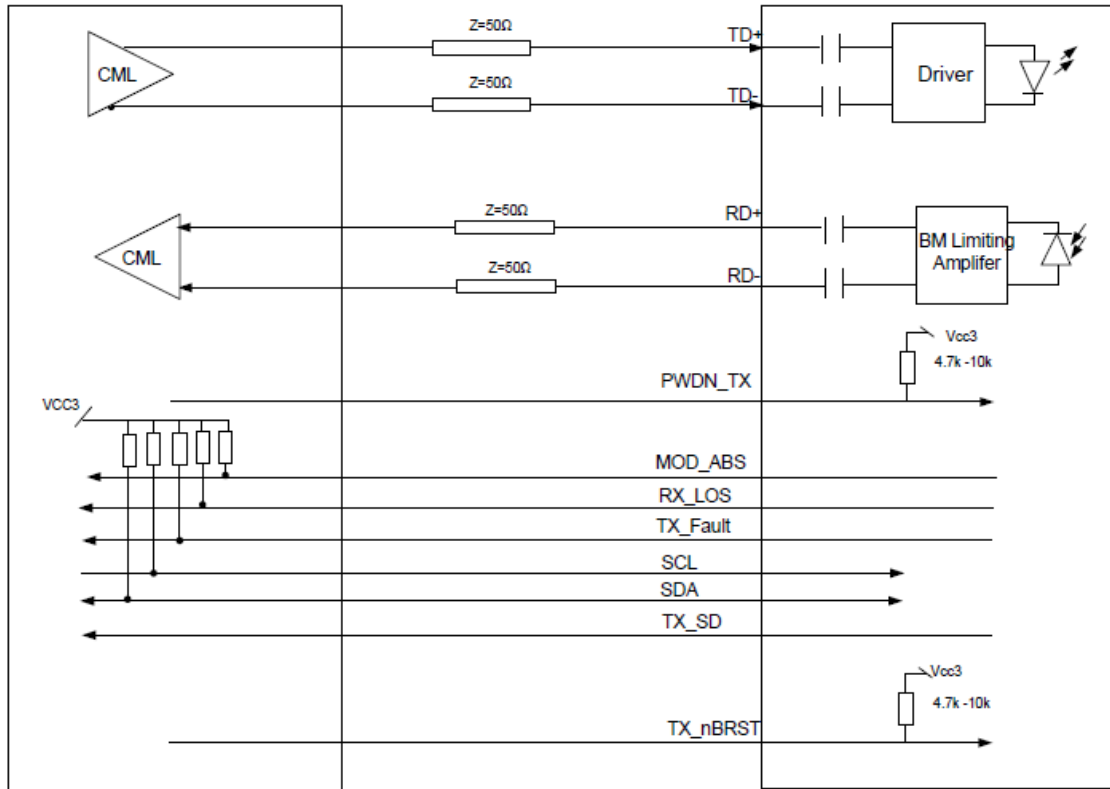 Z=50Ω
TD+
CML
Driver
Z=50Ω
TD-
Z=50Ω
RD+
CML
BM Limiting
Amplifer
Z=50Ω
RD-
Vcc3
4.7k -10k
PWDN_TX
VCC3
MOD_ABS
RX_LOS
TX_Fault
SCL
SDA
TX_SD
Vcc3
4.7k -10k
TX_nBRST